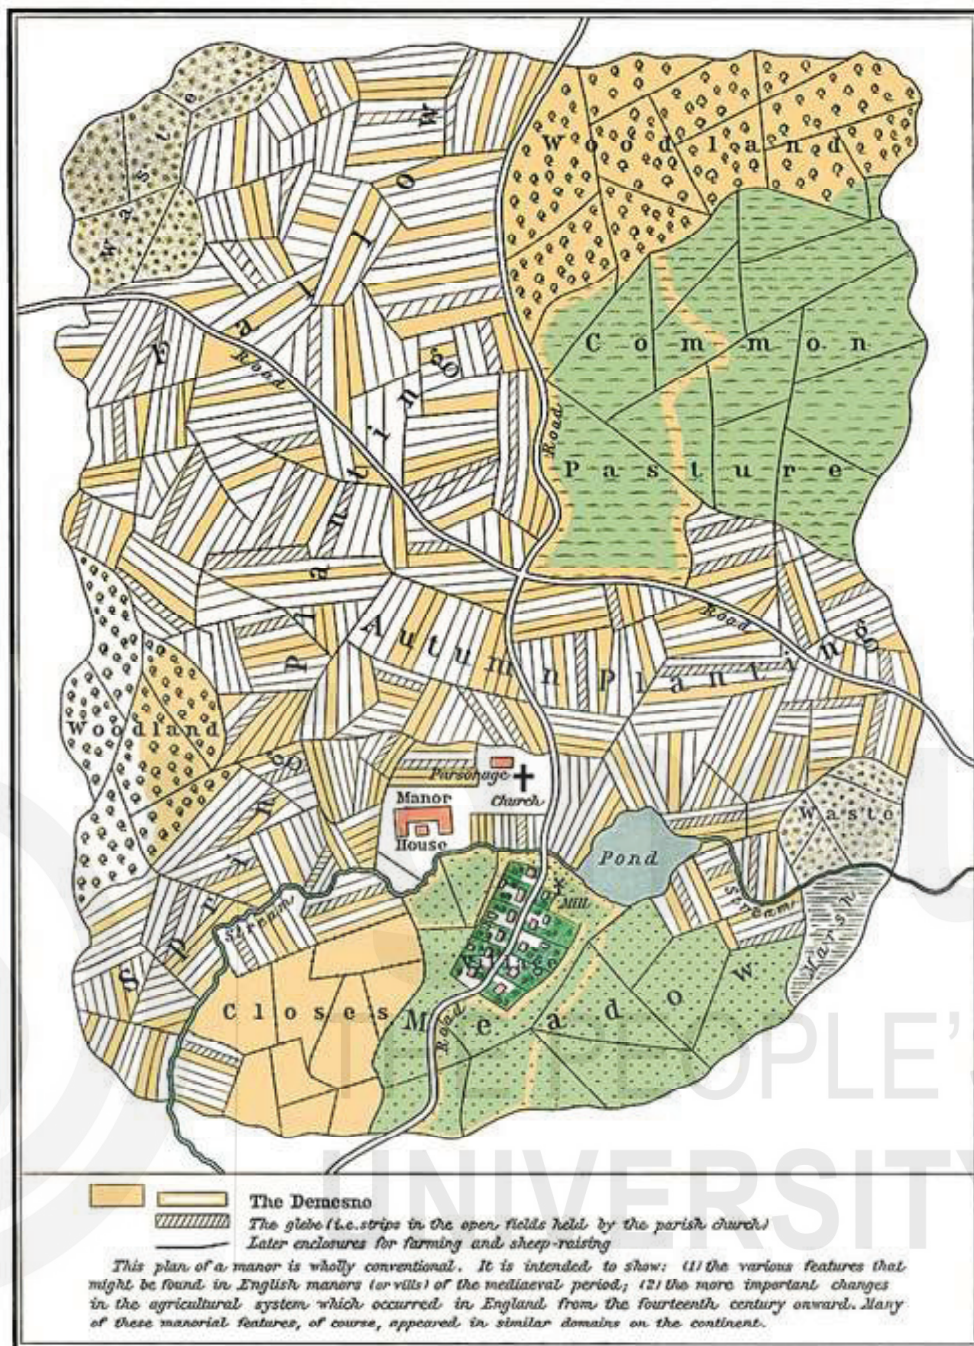 Waste
Woodland
Fallow
Common
Road
Road
Pasture
Spring Planting
Autumn Planting
Road
Woodland
Parsonage
Church
Manor
House
Waste
Pond
Mill
Stream
Stream
Marsh
Village
Closes
Meadow
Road
THE PEOPLE'S
UNIVERSITY
The Demesne
The glebe (i.e. strips in the open fields held by the parish church)
Later enclosures for farming and sheep-raising
This plan of a manor is wholly conventional. It is intended to show: (1) the various features that
might be found in English manors (or vills) of the mediaeval period; (2) the more important changes
in the agricultural system which occurred in England from the fourteenth century onward. Many
of these manorial features, of course, appeared in similar domains on the continent.